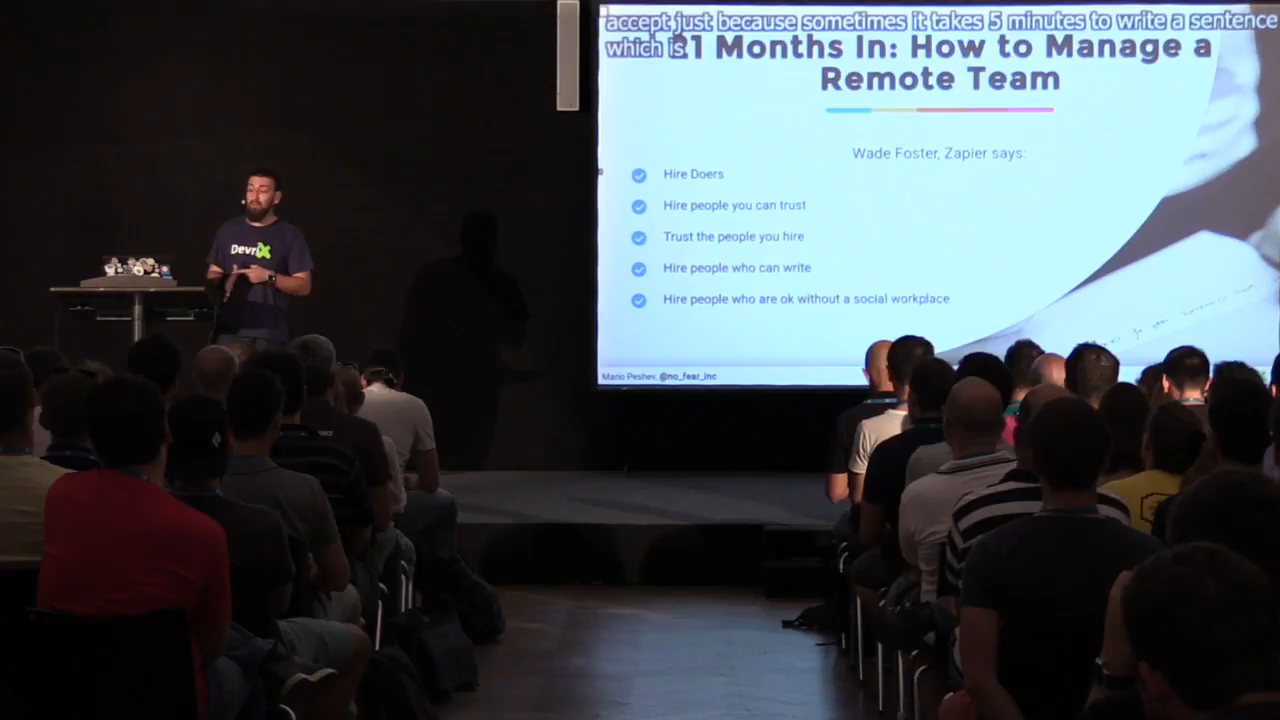 accept just because sometimes it takes 5 minutes to write a sentence
which is
21 Months In: How to Manage a
Remote Team
Wade Foster, Zapier says:
Hire Doers
Hire people you can trust
Trust the people you hire
Hire people who can write
Hire people who are ok without a social workplace
Mario Peshev, @no_fear_inc
DevriX